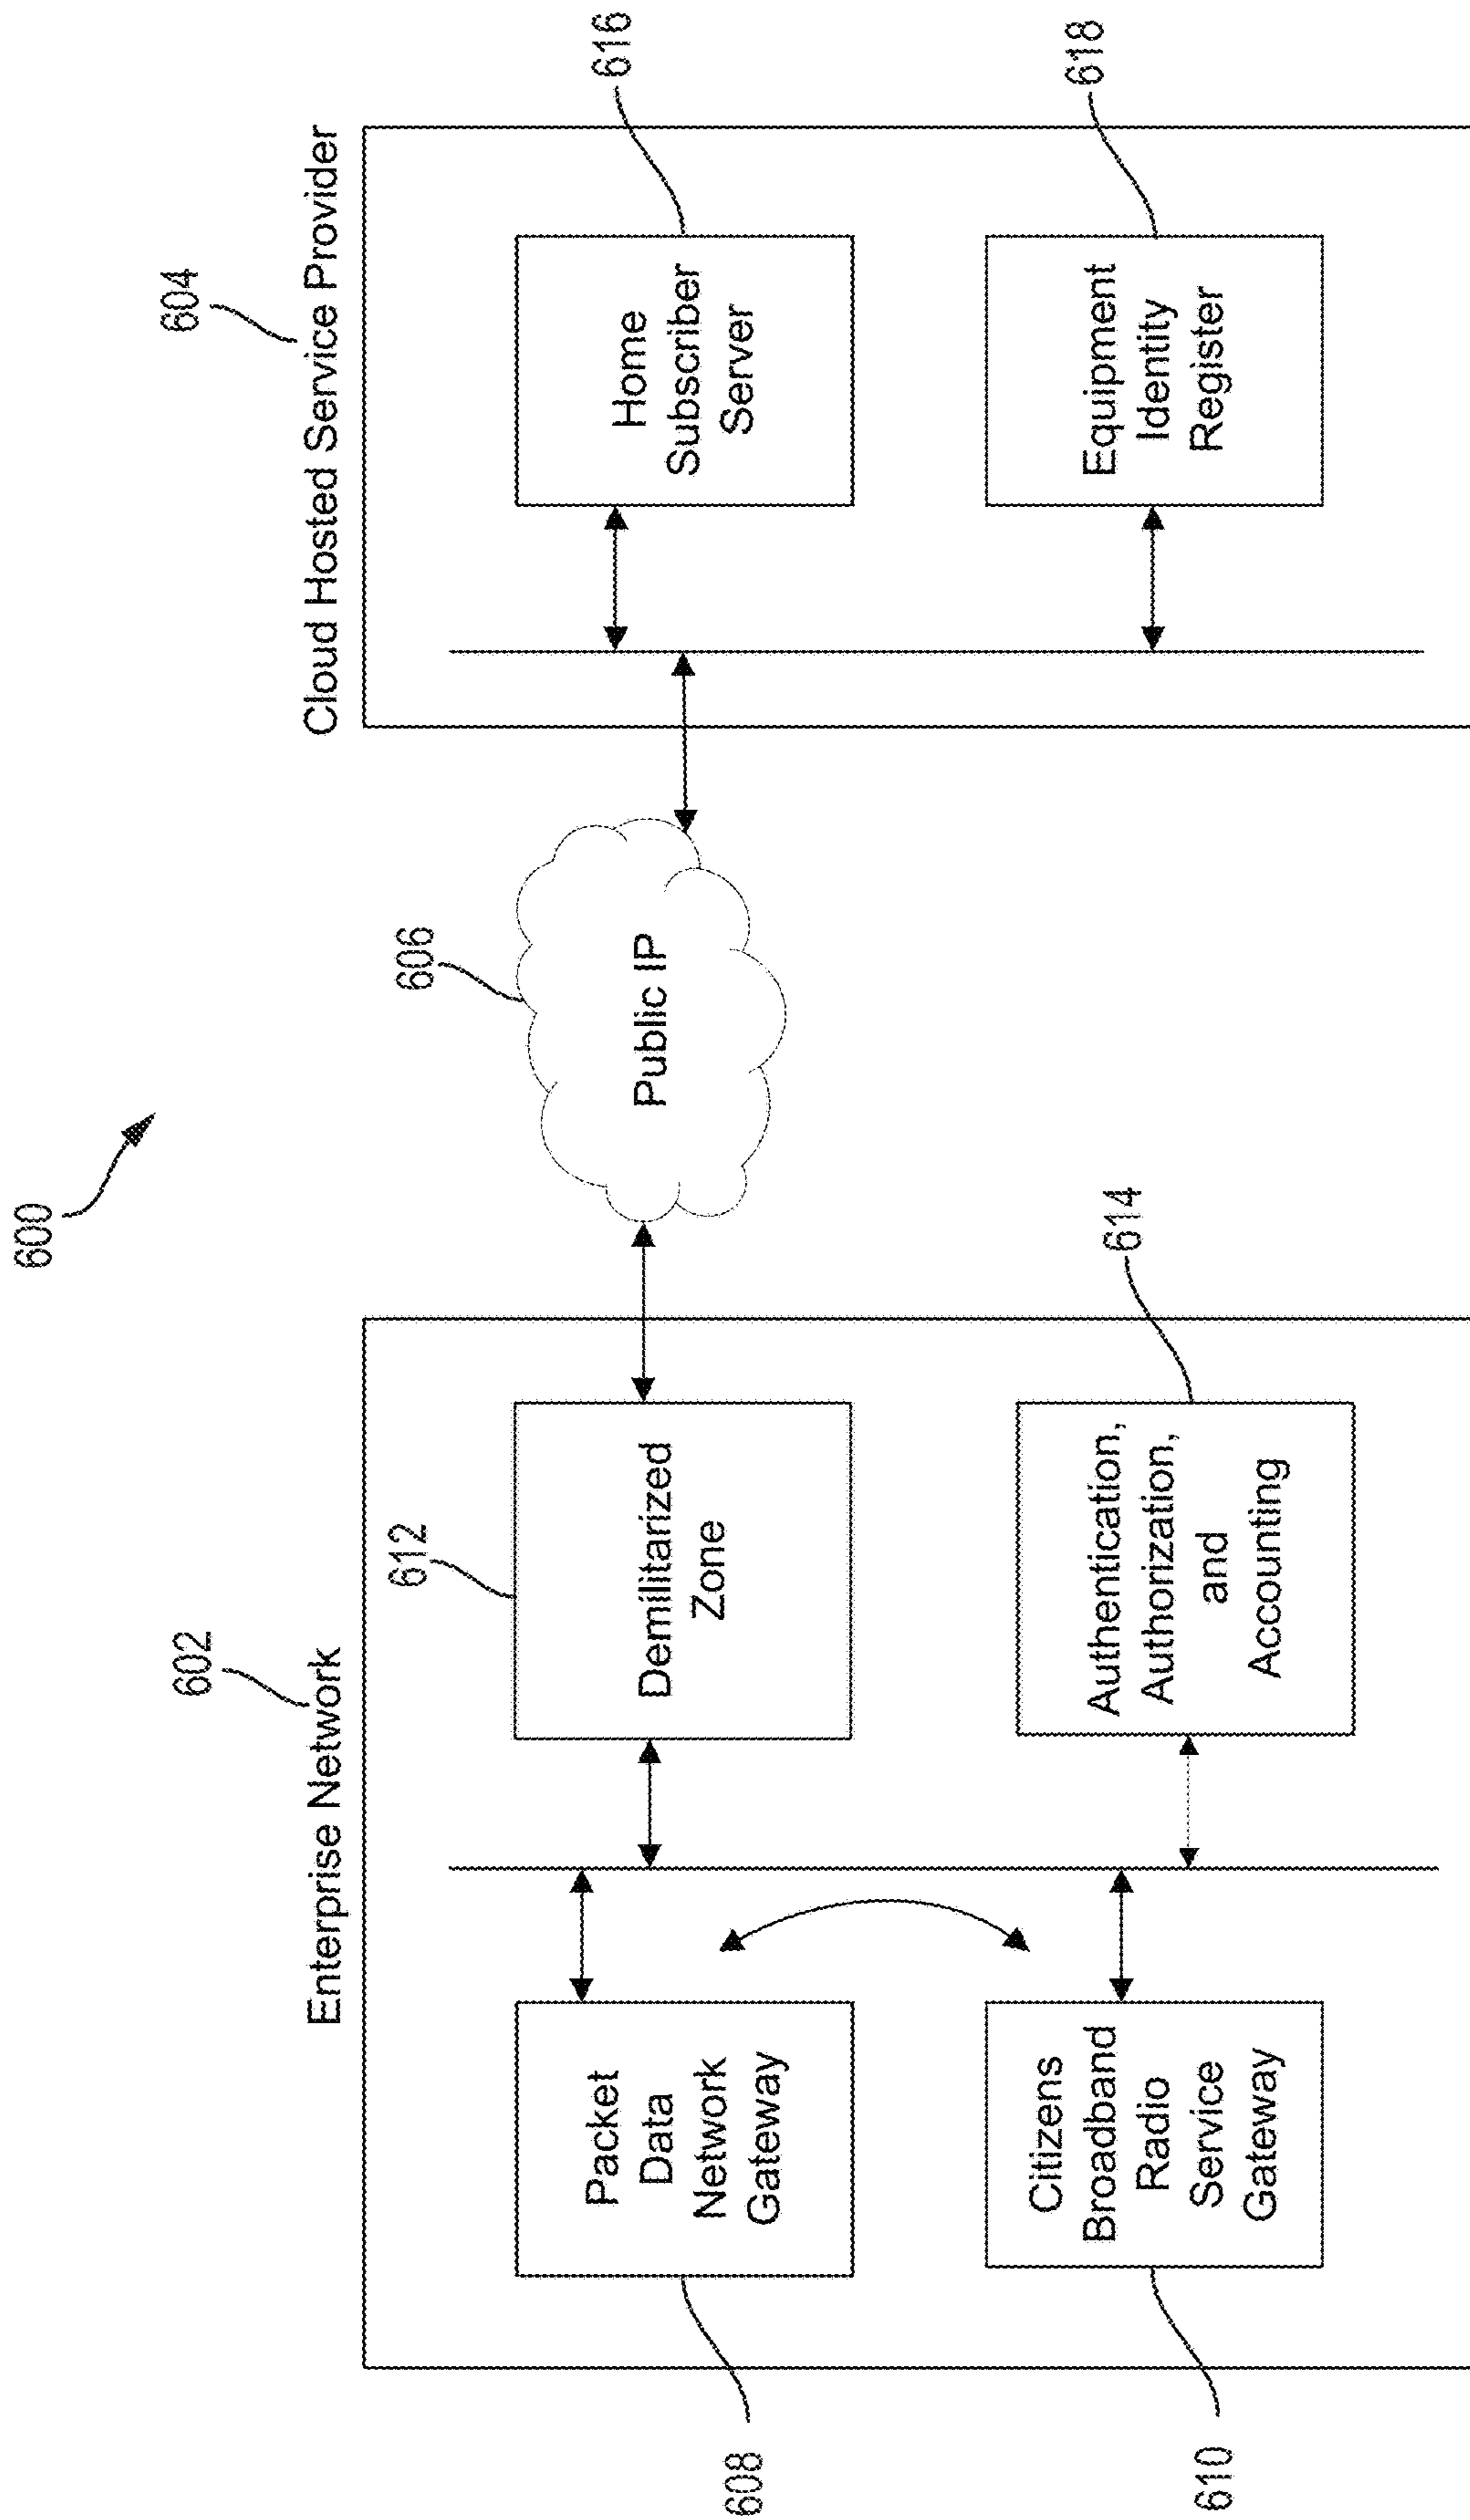 600
602
604
Enterprise Network
Cloud Hosted Service Provider
606
612
616
Packet
Data
Network
Gateway
Demilitarized
Zone
Public IP
Home
Subscriber
Server
608
614
618
Citizens
Broadband
Radio
Service
Gateway
Authentication,
Authorization,
and
Accounting
Equipment
Identity
Register
610